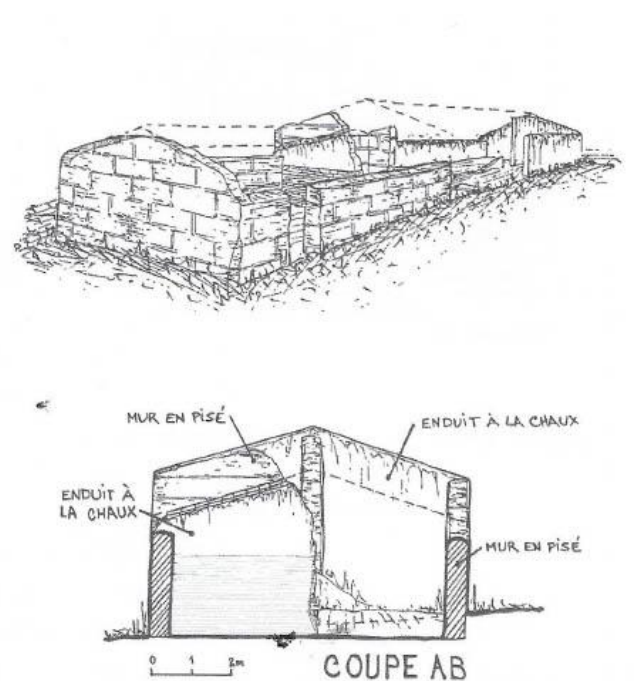 MUR EN PISÉ
ENDUIT À LA CHAUX
ENDUIT À
LA CHAUX
MUR EN PISÉ
0 1 2m
COUPE AB